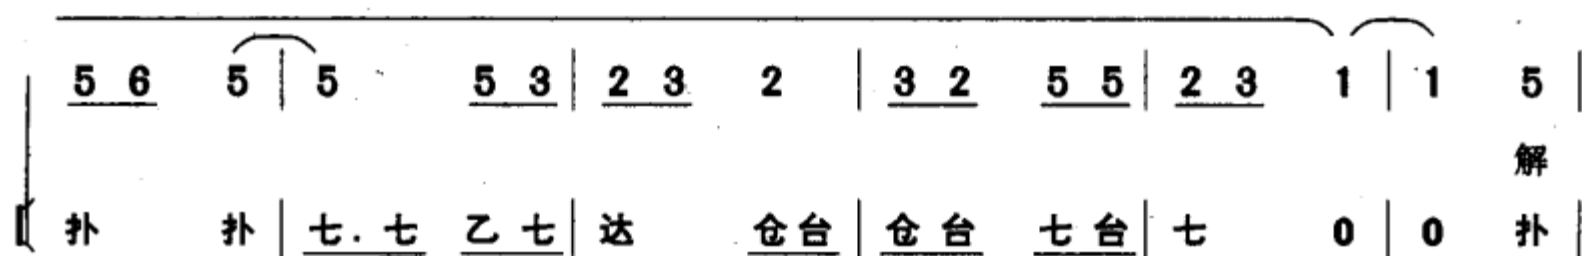 5 6 5 | 5 5 3 | 2 3 2 | 3 2 5 5 | 2 3 1 | 1 5 |
解
扑 扑 | 七. 七 乙 七 | 达 仓 台 | 仓 台 七 台 | 七 0 | 0 扑 |